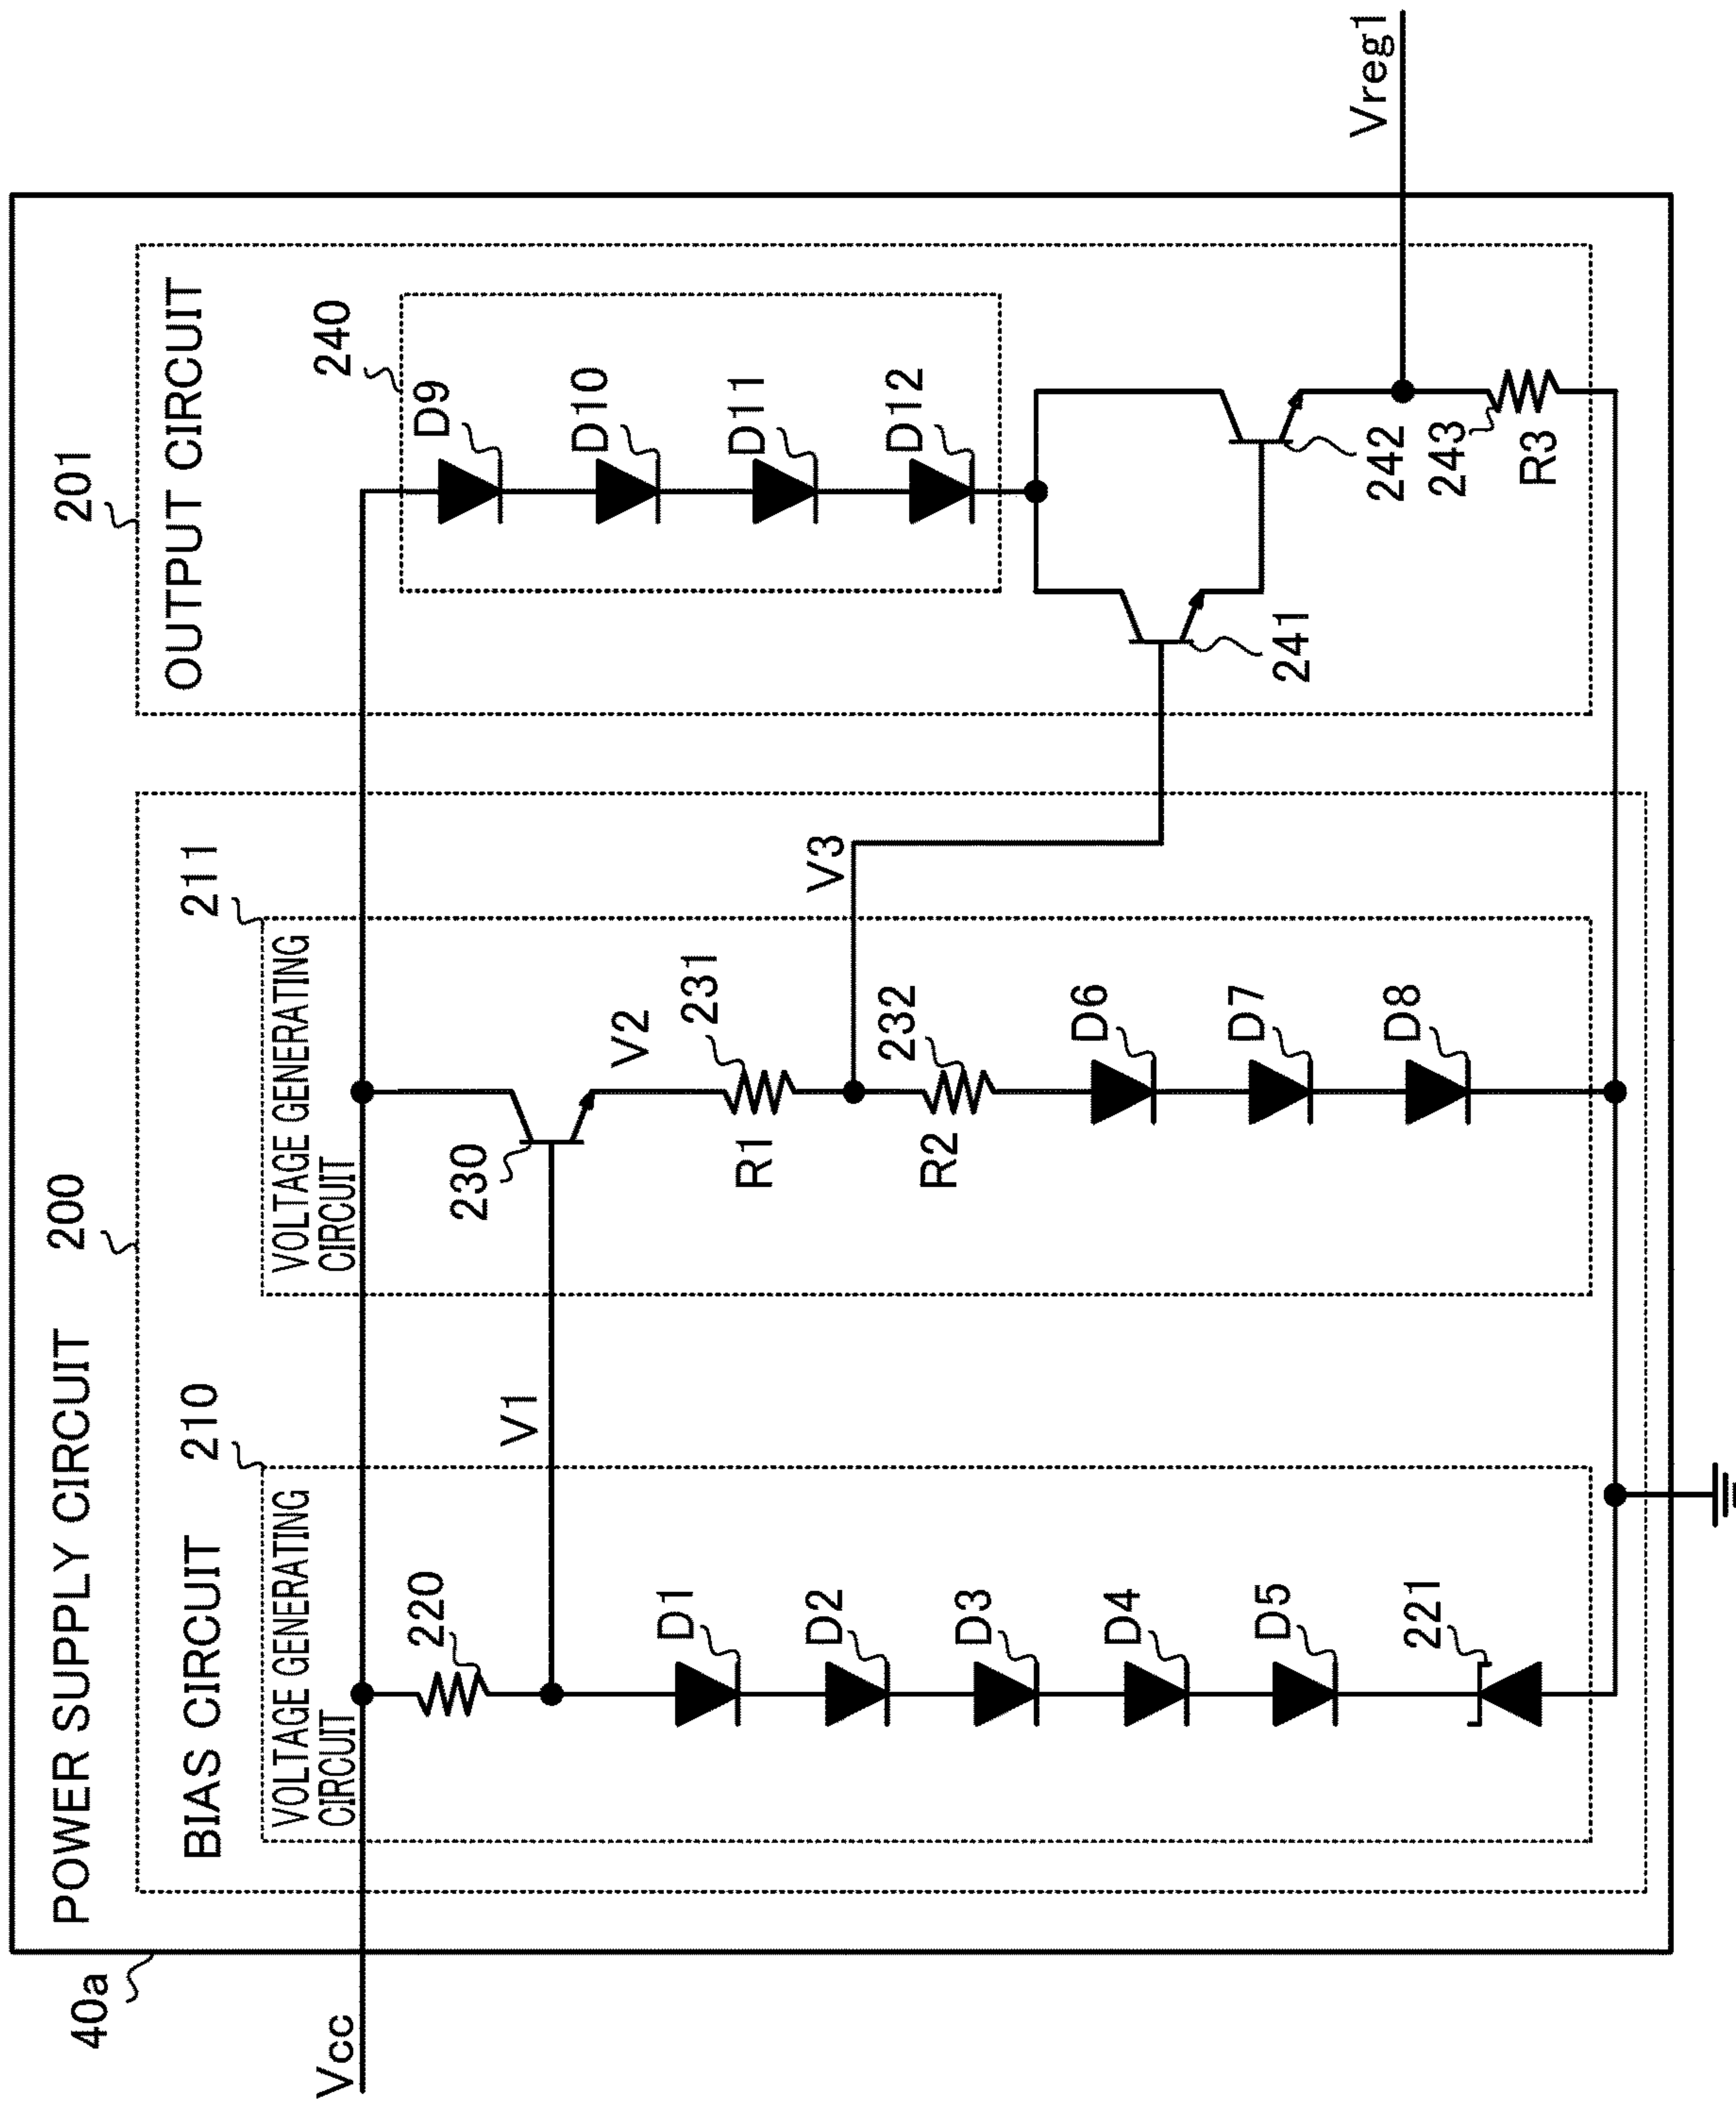 40a
POWER SUPPLY CIRCUIT
200
201
BIAS CIRCUIT
210
211
OUTPUT CIRCUIT
VOLTAGE GENERATING
CIRCUIT
VOLTAGE GENERATING
CIRCUIT
240
Vcc
220
V1
D1
D2
D3
D4
D5
221
230
V2
231
R1
V3
232
R2
D6
D7
D8
D9
D10
D11
D12
241
242
243
R3
Vreg1